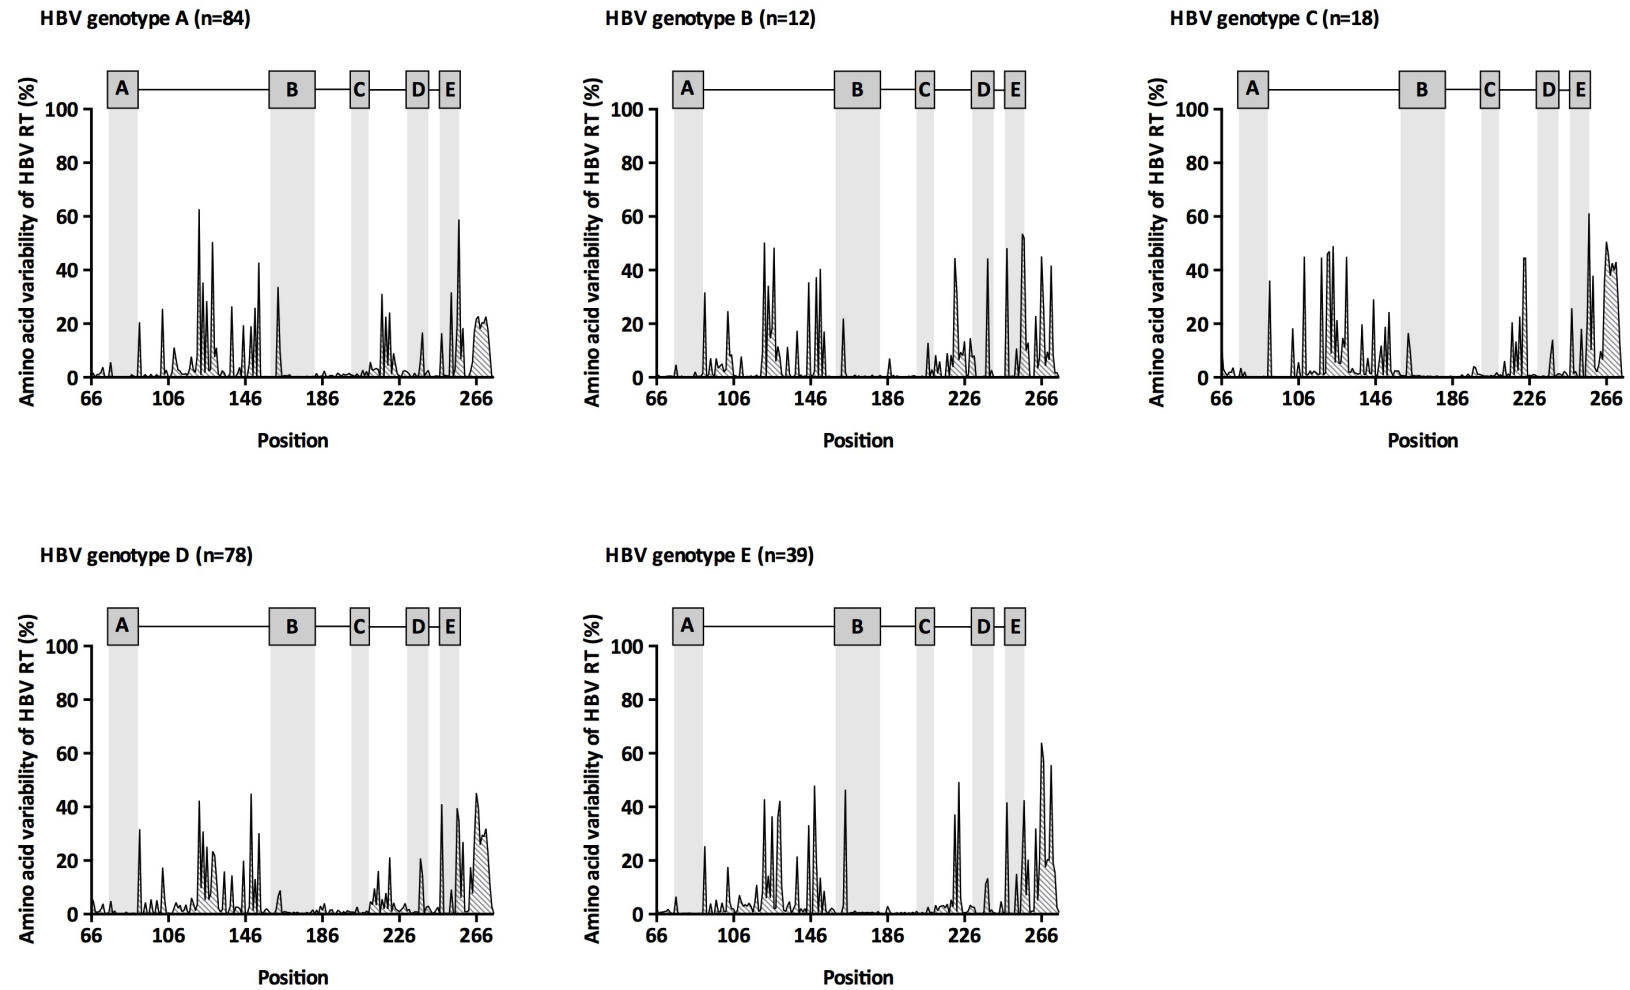 HBV genotype A (n=84)
A B C D E
Amino acid variability of HBV RT (%)
100
80
60
40
20
0
66 106 146 186 226 266
Position
HBV genotype B (n=12)
A B C D E
Amino acid variability of HBV RT (%)
100
80
60
40
20
0
66 106 146 186 226 266
Position
HBV genotype C (n=18)
A B C D E
Amino acid variability of HBV RT (%)
100
80
60
40
20
0
66 106 146 186 226 266
Position
HBV genotype D (n=78)
A B C D E
Amino acid variability of HBV RT (%)
100
80
60
40
20
0
66 106 146 186 226 266
Position
HBV genotype E (n=39)
A B C D E
Amino acid variability of HBV RT (%)
100
80
60
40
20
0
66 106 146 186 226 266
Position